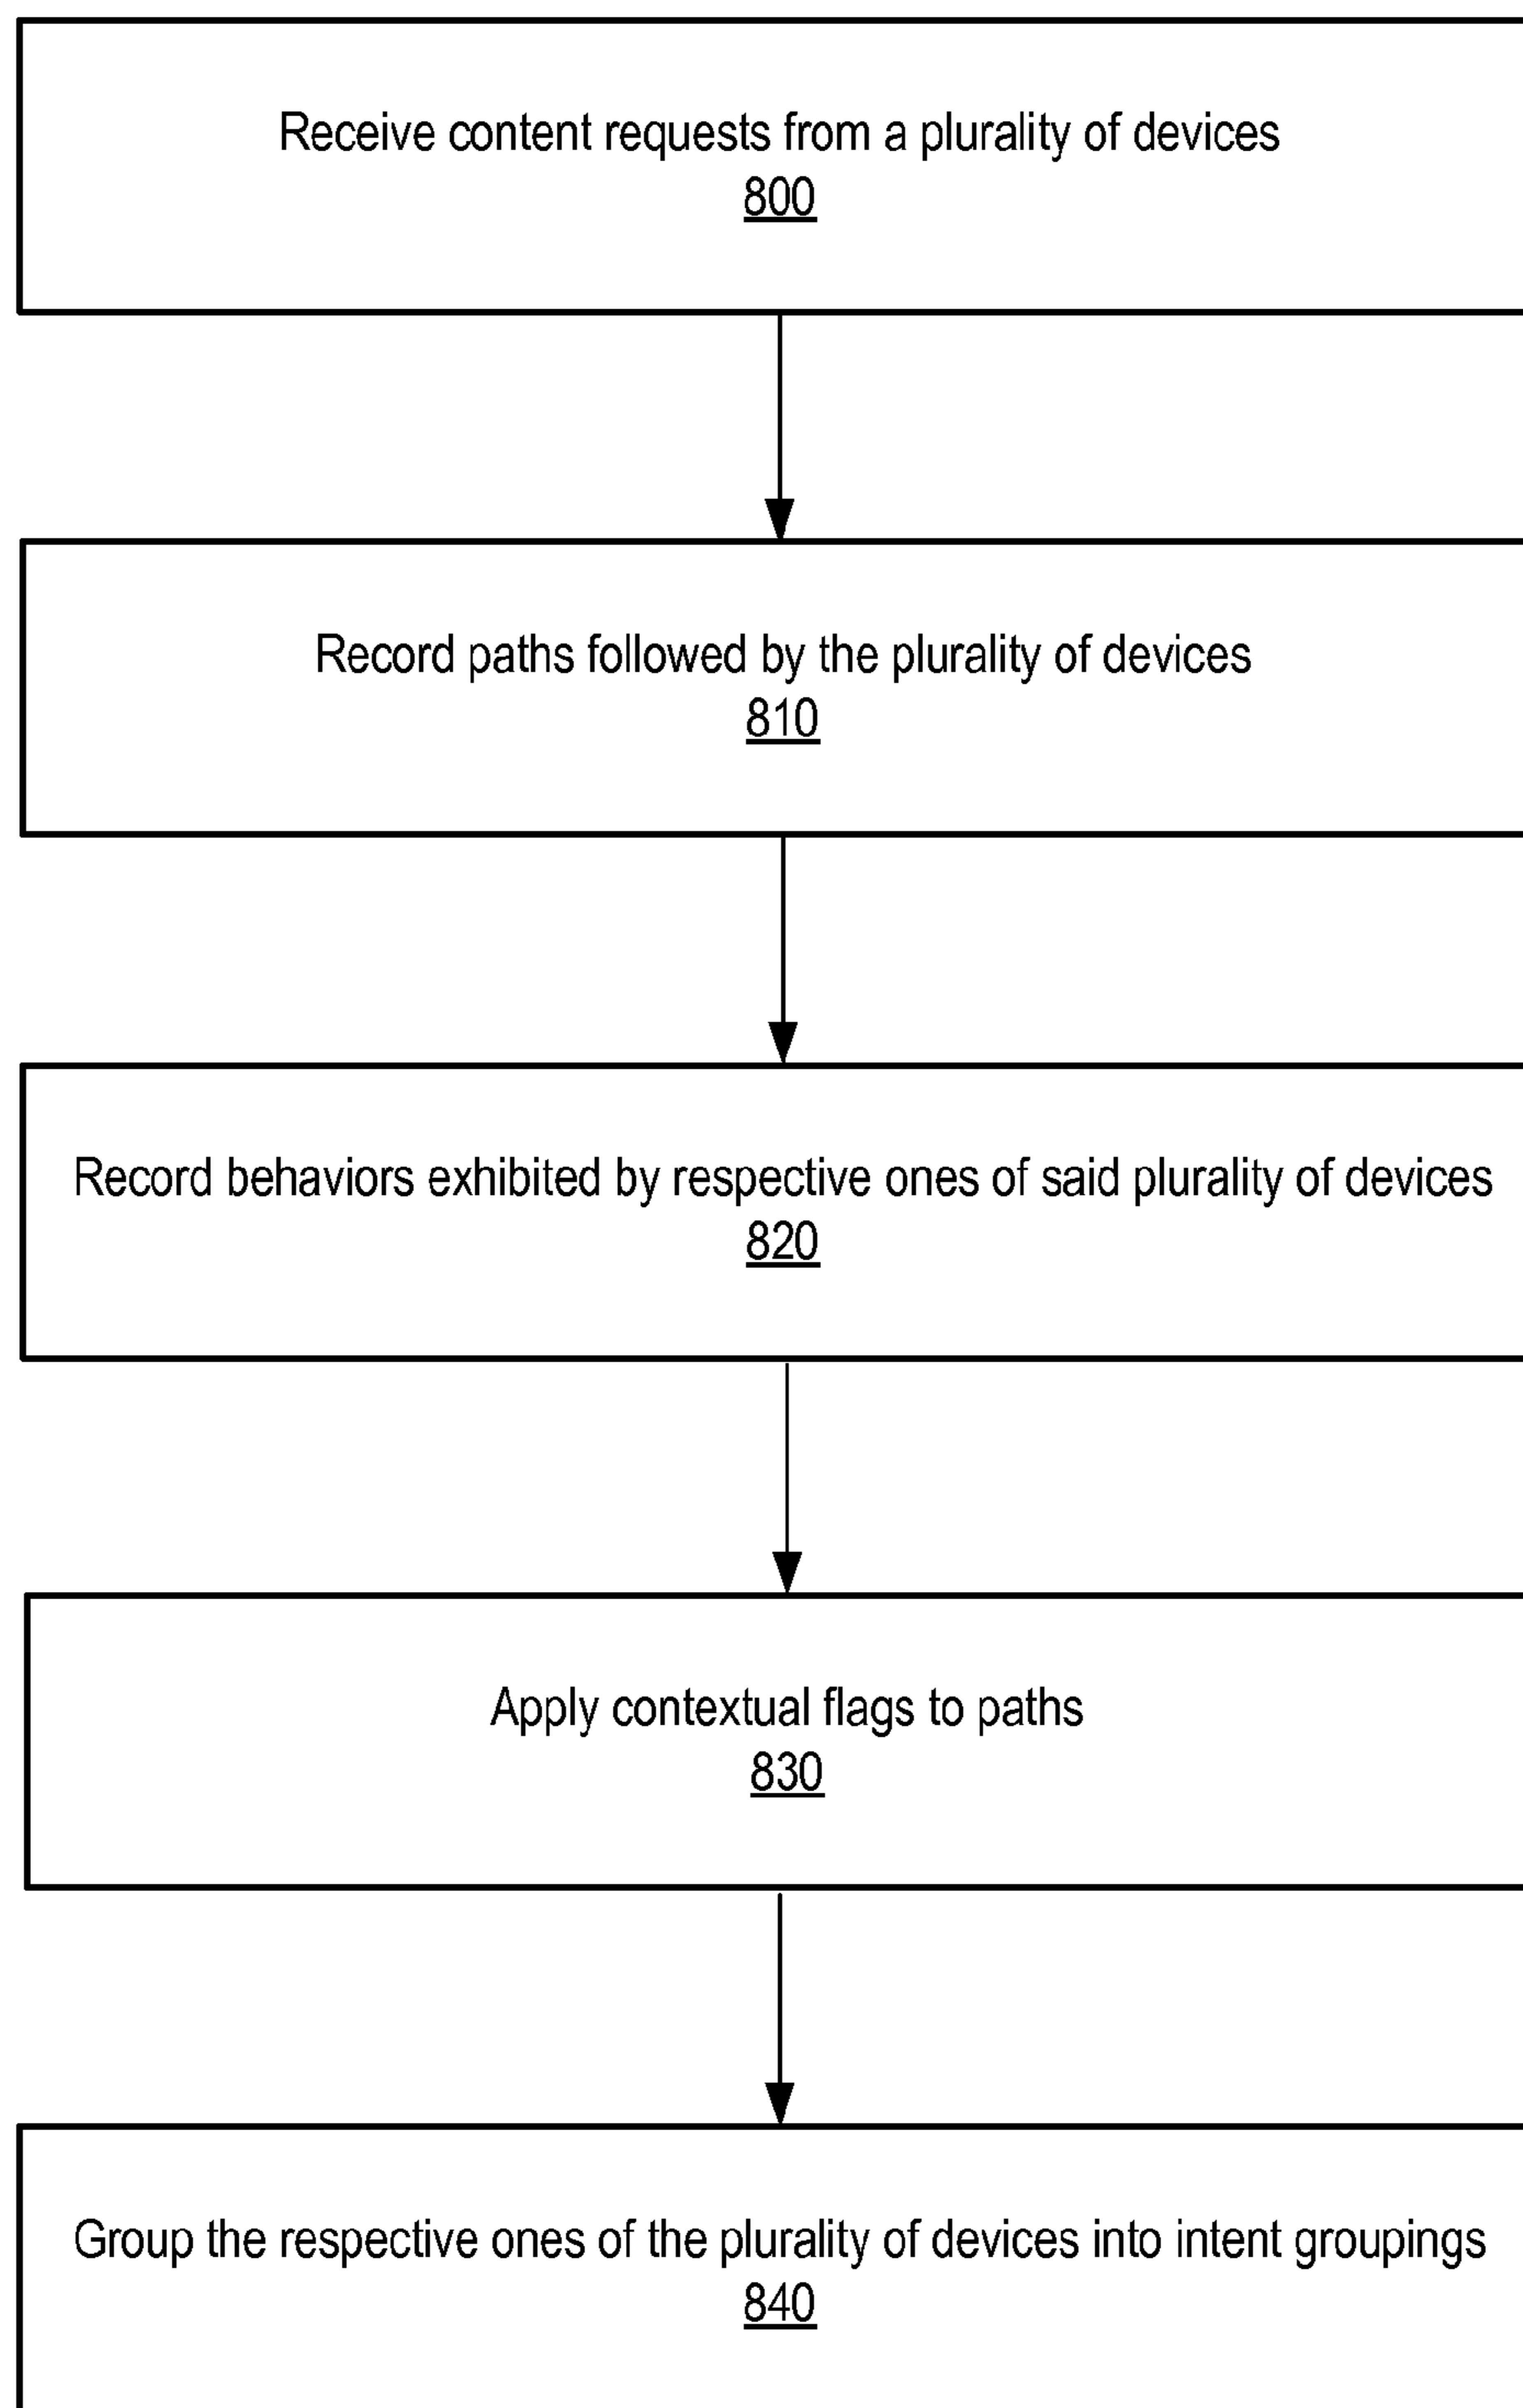 Receive content requests from a plurality of devices
800
Record paths followed by the plurality of devices
810
Record behaviors exhibited by respective ones of said plurality of devices
820
Apply contextual flags to paths
830
Group the respective ones of the plurality of devices into intent groupings
840